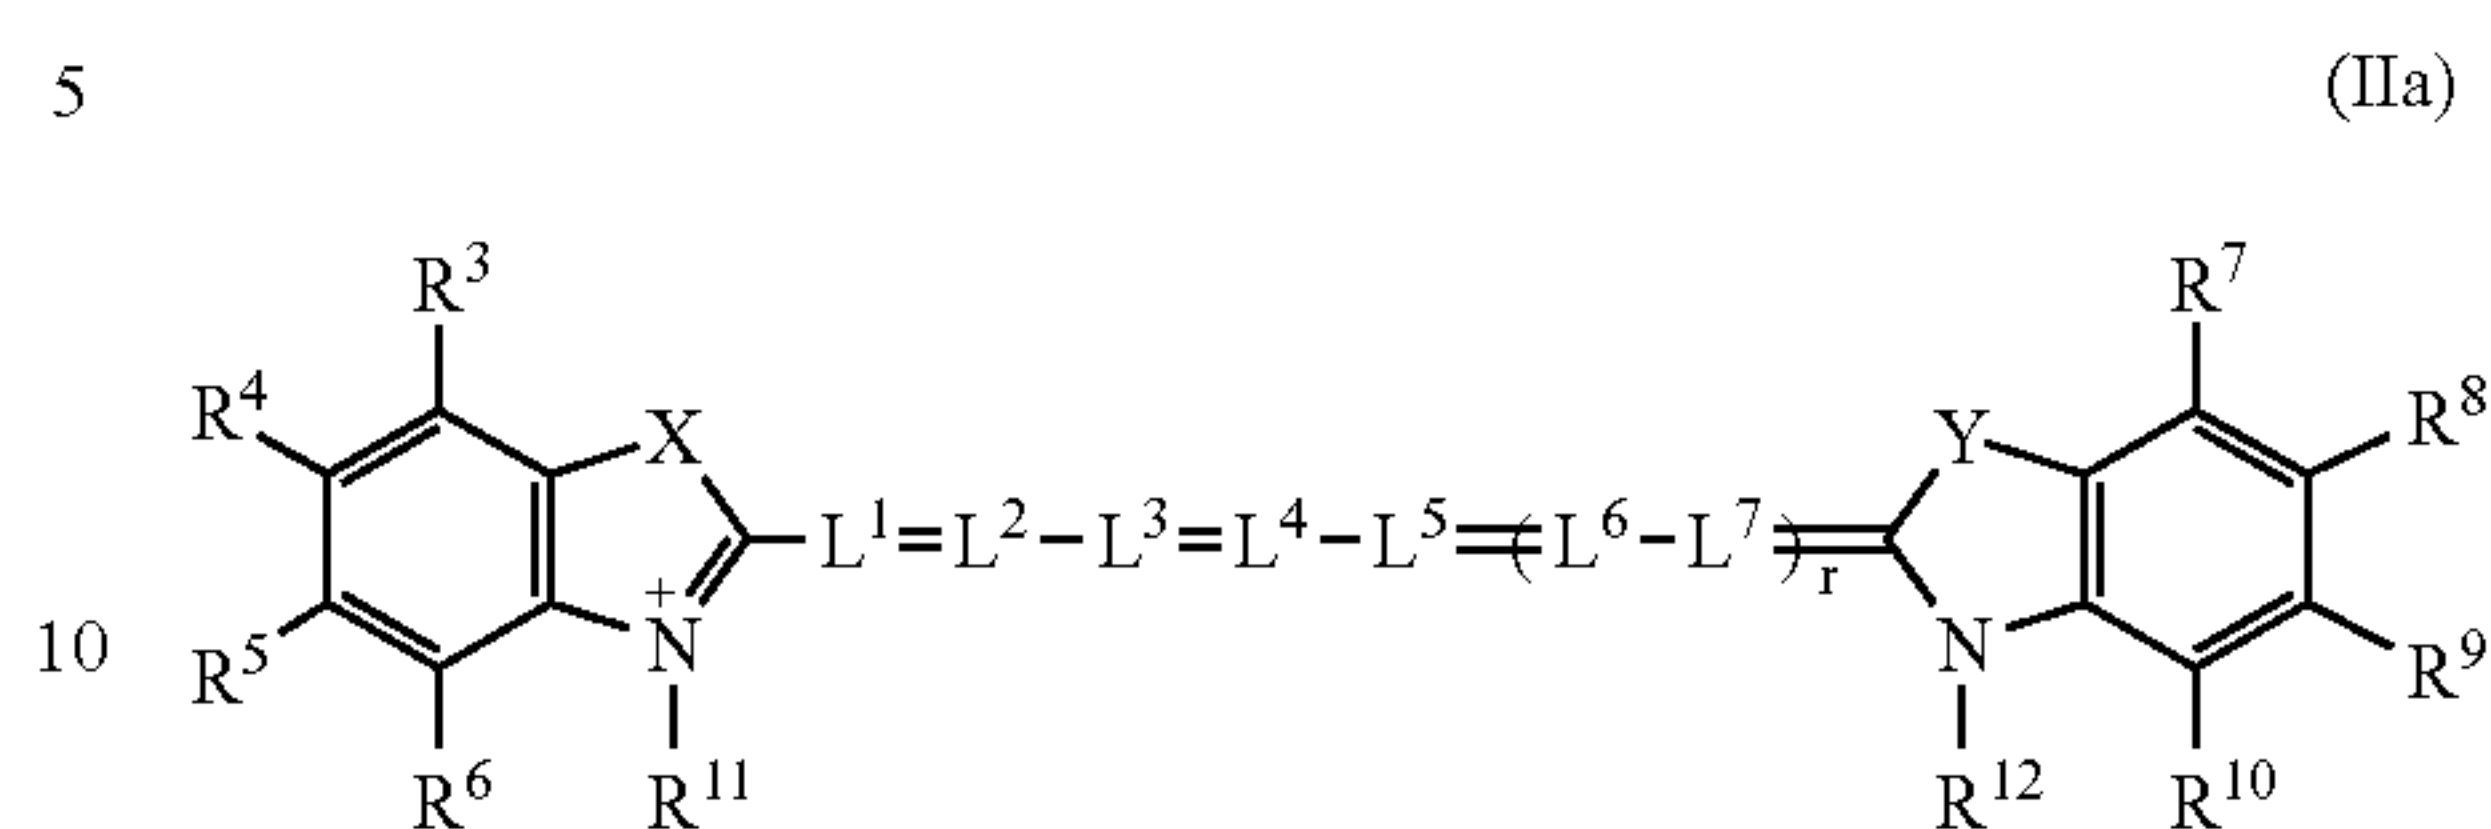 5 (IIa)
R³ R⁷
R⁴ X Y R⁸
L¹=L²−L³=L⁴−L⁵=(L⁶−L⁷)=r
+
10 R⁵ N N R⁹
R⁶ R¹¹ R¹² R¹⁰